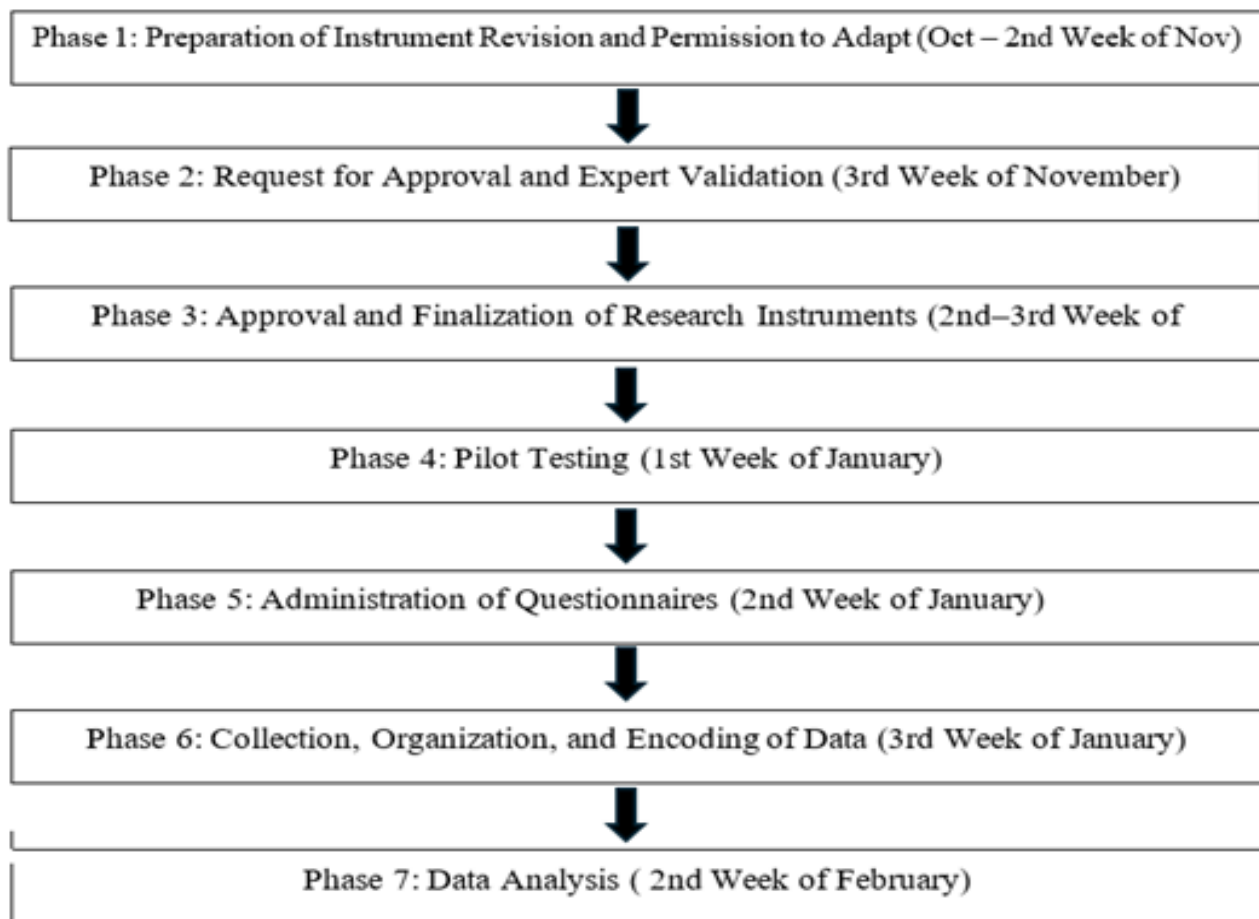 Phase 1: Preparation of Instrument Revision and Permission to Adapt (Oct – 2nd Week of Nov)
Phase 2: Request for Approval and Expert Validation (3rd Week of November)
Phase 3: Approval and Finalization of Research Instruments (2nd–3rd Week of
Phase 4: Pilot Testing (1st Week of January)
Phase 5: Administration of Questionnaires (2nd Week of January)
Phase 6: Collection, Organization, and Encoding of Data (3rd Week of January)
Phase 7: Data Analysis ( 2nd Week of February)